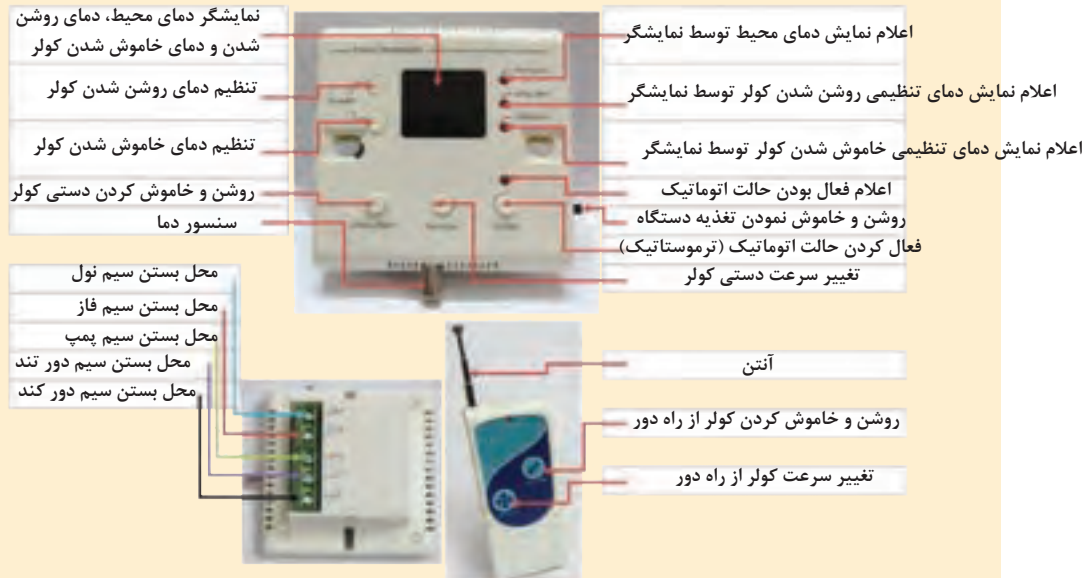 نمایشگر دمای محیط، دمای روشن
شدن و دمای خاموش شدن کولر
تنظیم دمای روشن شدن کولر
تنظیم دمای خاموش شدن کولر
روشن و خاموش کردن دستی کولر
سنسور دما
اعلام نمایش دمای محیط توسط نمایشگر
اعلام نمایش دمای تنظیمی روشن شدن کولر توسط نمایشگر
اعلام نمایش دمای تنظیمی خاموش شدن کولر توسط نمایشگر
اعلام فعال بودن حالت اتوماتیک
روشن و خاموش نمودن تغذیه دستگاه
فعال کردن حالت اتوماتیک (ترموستاتیک)
تغییر سرعت دستی کولر
محل بستن سیم نول
محل بستن سیم فاز
محل بستن سیم پمپ
محل بستن سیم دور تند
محل بستن سیم دور کند
آنتن
روشن و خاموش کردن کولر از راه دور
تغییر سرعت کولر از راه دور